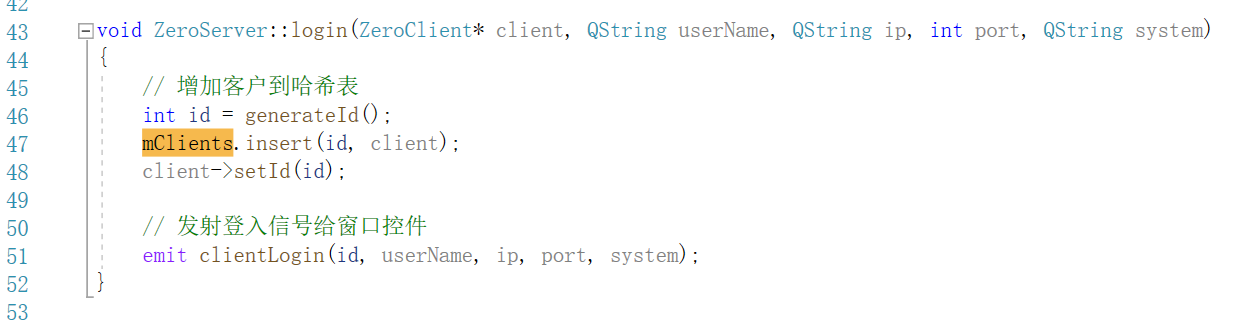 42
43 void ZeroServer::login(ZeroClient* client, QString userName, QString ip, int port, QString system)
44 {
45 // 增加客户到哈希表
46 int id = generateId();
47 mClients.insert(id, client);
48 client->setId(id);
49
50 // 发射登入信号给窗口控件
51 emit clientLogin(id, userName, ip, port, system);
52 }
53